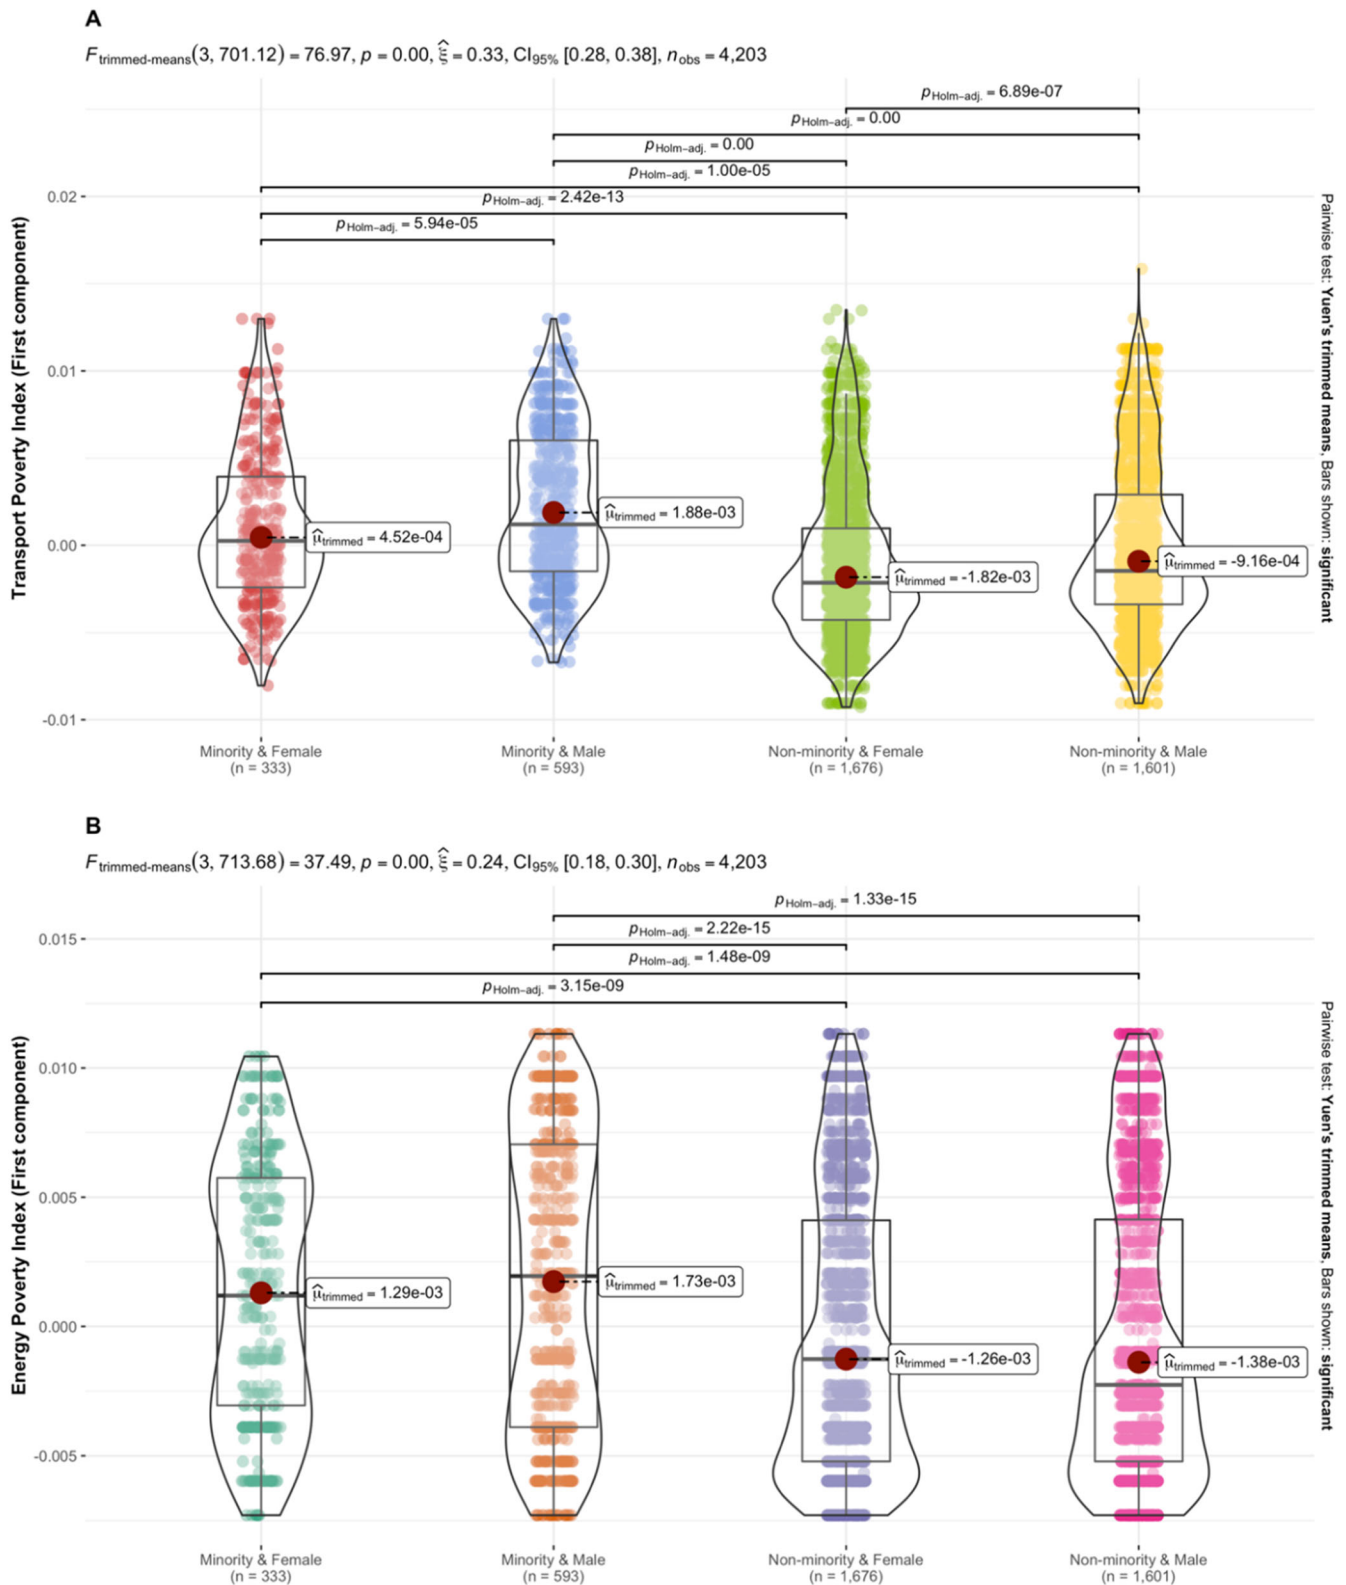 A
F trimmed-means(3, 701.12) = 76.97, p = 0.00, ξ̂ = 0.33, CI95% [0.28, 0.38], nobs = 4,203
pHolm-adj. = 6.89e-07
pHolm-adj. = 0.00
pHolm-adj. = 0.00
pHolm-adj. = 1.00e-05
pHolm-adj. = 2.42e-13
pHolm-adj. = 5.94e-05
Transport Poverty Index (First component)
0.02
0.01
0.00
-0.01
μ̂trimmed = 4.52e-04
μ̂trimmed = 1.88e-03
μ̂trimmed = -1.82e-03
μ̂trimmed = -9.16e-04
Pairwise test: Yuen's trimmed means, Bars shown: significant
Minority & Female
(n = 333)
Minority & Male
(n = 593)
Non-minority & Female
(n = 1,676)
Non-minority & Male
(n = 1,601)
B
F trimmed-means(3, 713.68) = 37.49, p = 0.00, ξ̂ = 0.24, CI95% [0.18, 0.30], nobs = 4,203
pHolm-adj. = 1.33e-15
pHolm-adj. = 2.22e-15
pHolm-adj. = 1.48e-09
pHolm-adj. = 3.15e-09
Energy Poverty Index (First component)
0.015
0.010
0.005
0.000
-0.005
μ̂trimmed = 1.29e-03
μ̂trimmed = 1.73e-03
μ̂trimmed = -1.26e-03
μ̂trimmed = -1.38e-03
Pairwise test: Yuen's trimmed means, Bars shown: significant
Minority & Female
(n = 333)
Minority & Male
(n = 593)
Non-minority & Female
(n = 1,676)
Non-minority & Male
(n = 1,601)